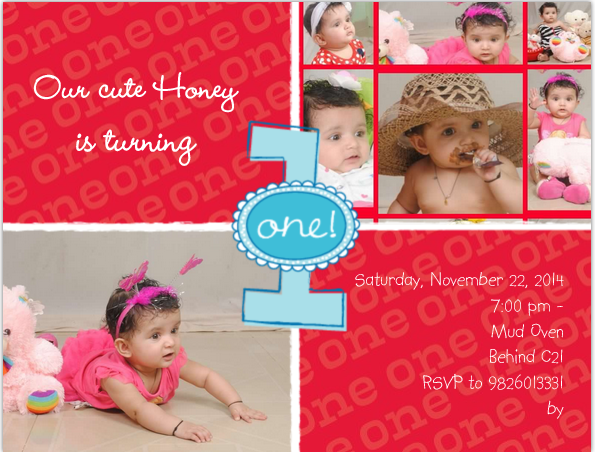 Our cute Honey
is turning
1
one!
Saturday, November 22, 2014
7:00 pm -
Mud Oven
Behind C21
RSVP to 9826013331
by